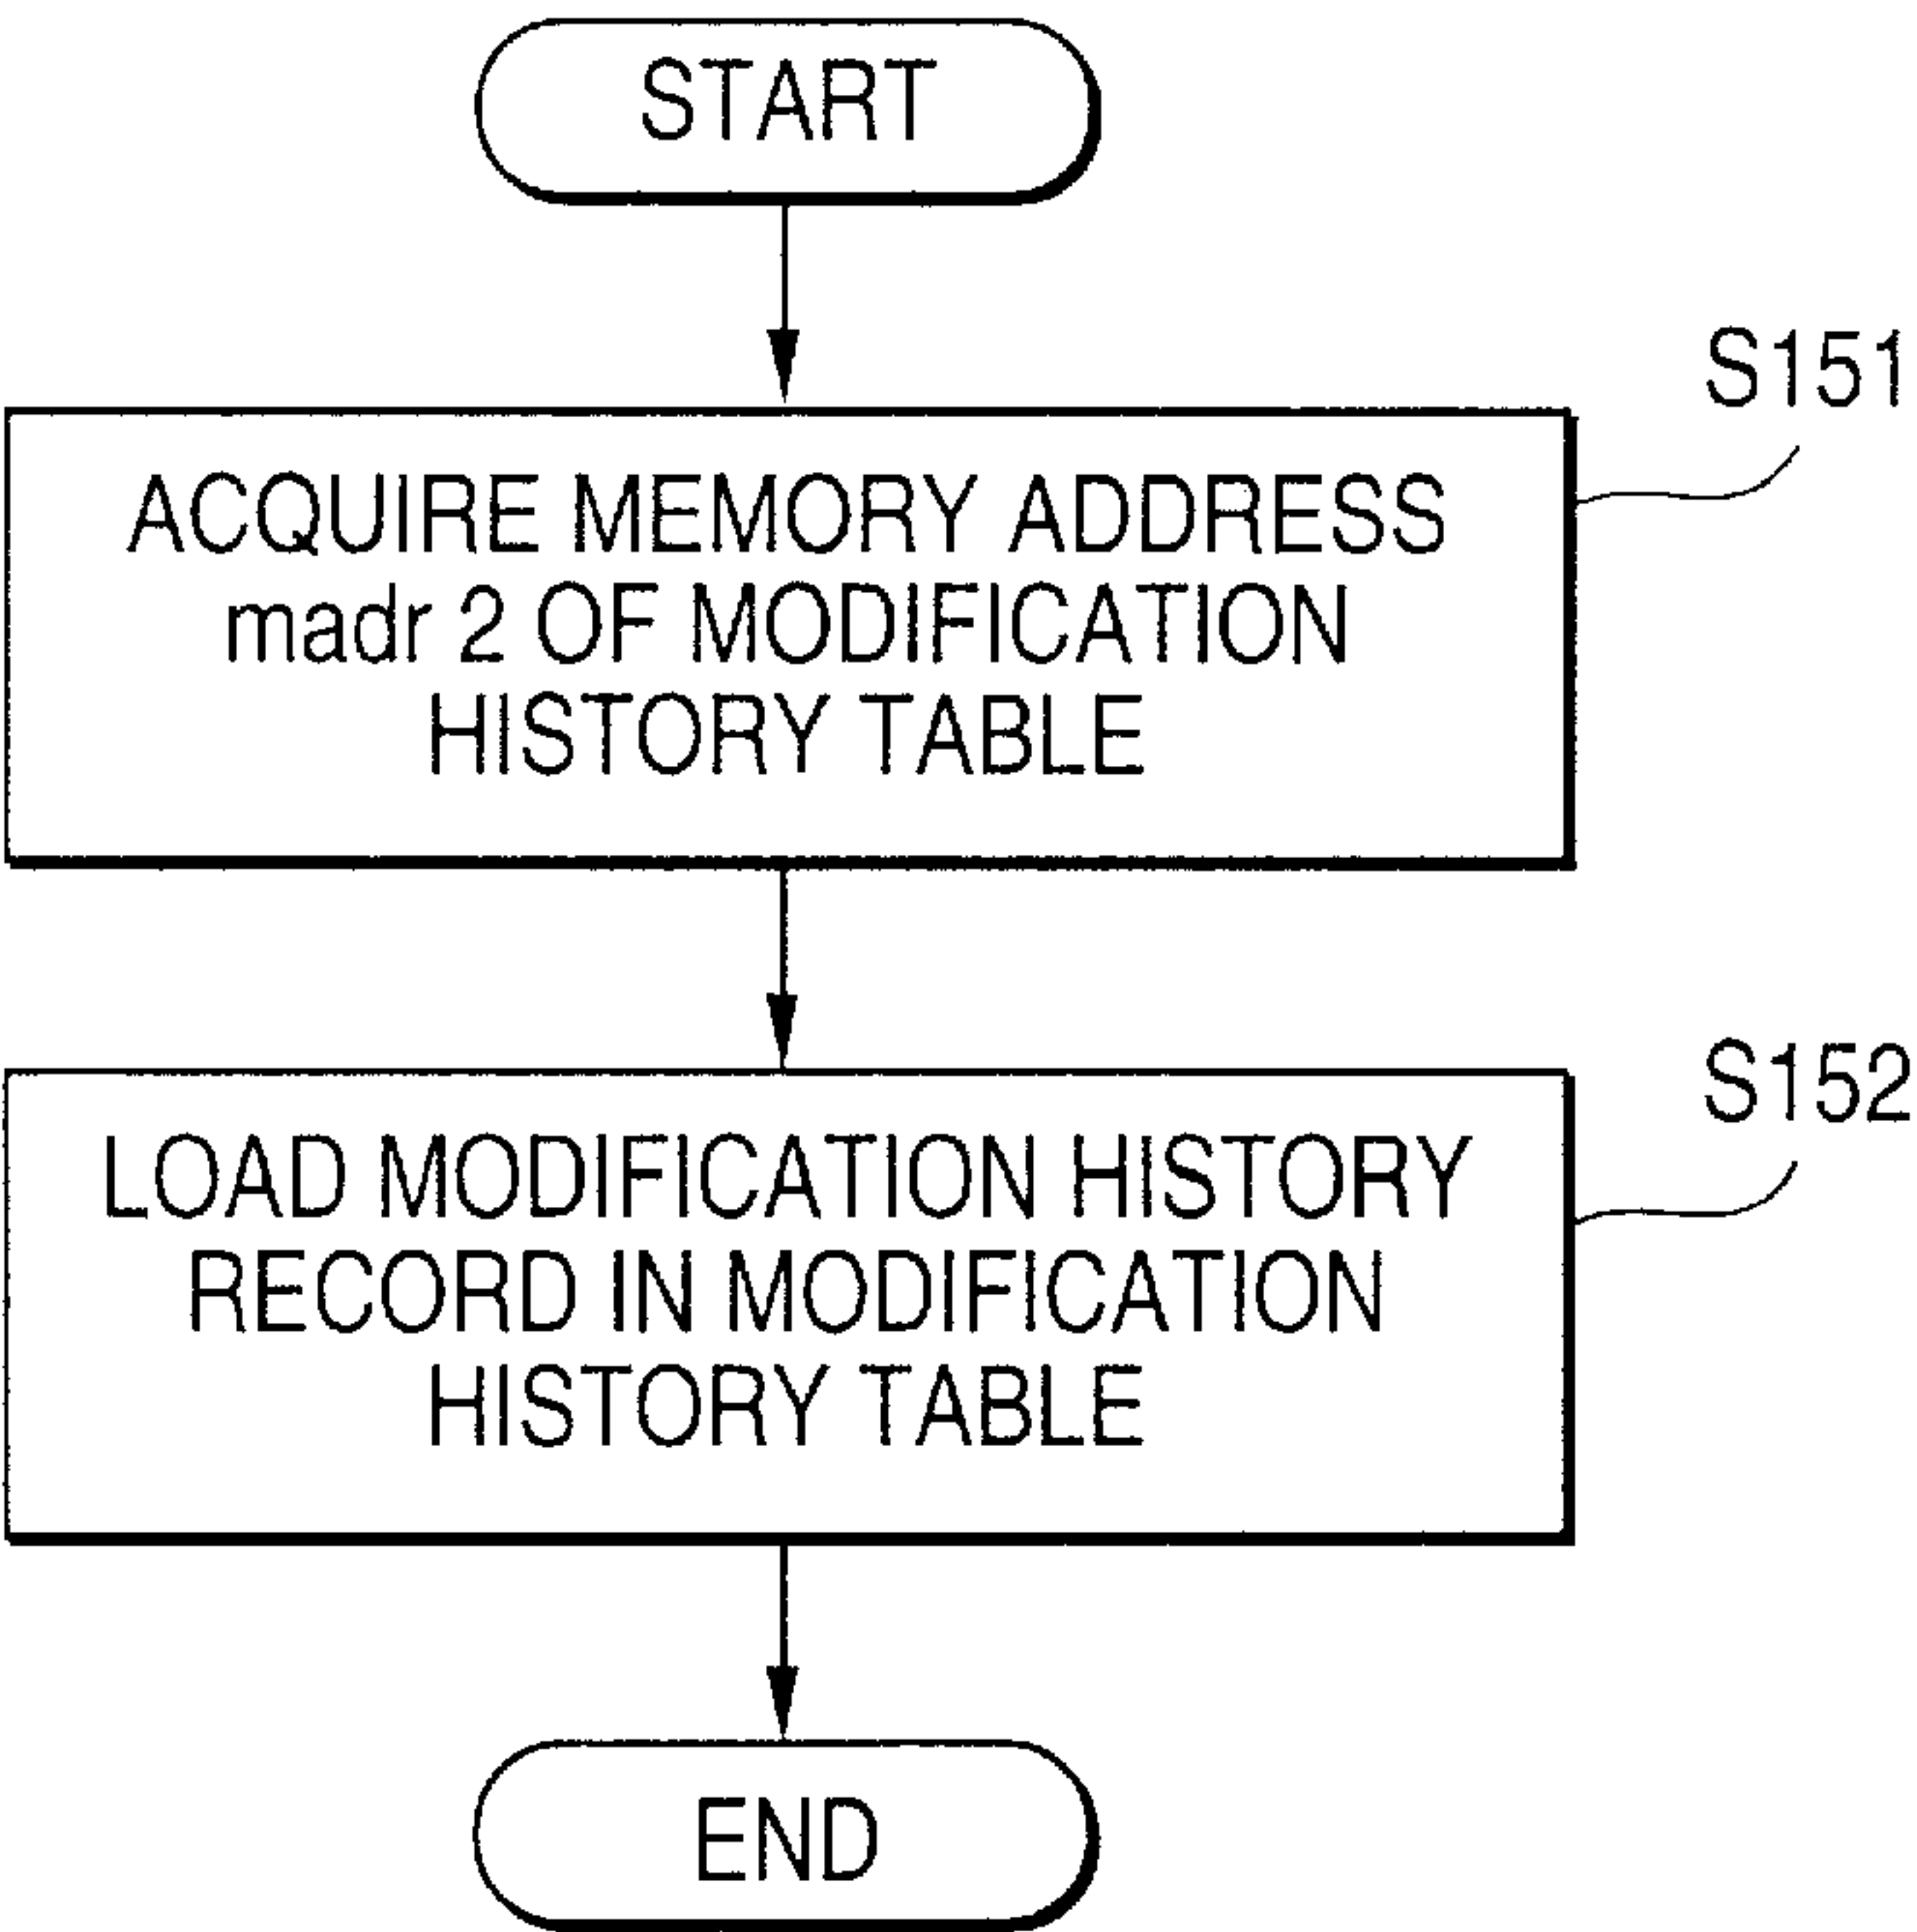 START
S151
ACQUIRE MEMORY ADDRESS
madr 2 OF MODIFICATION
HISTORY TABLE
S152
LOAD MODIFICATION HISTORY
RECORD IN MODIFICATION
HISTORY TABLE
END